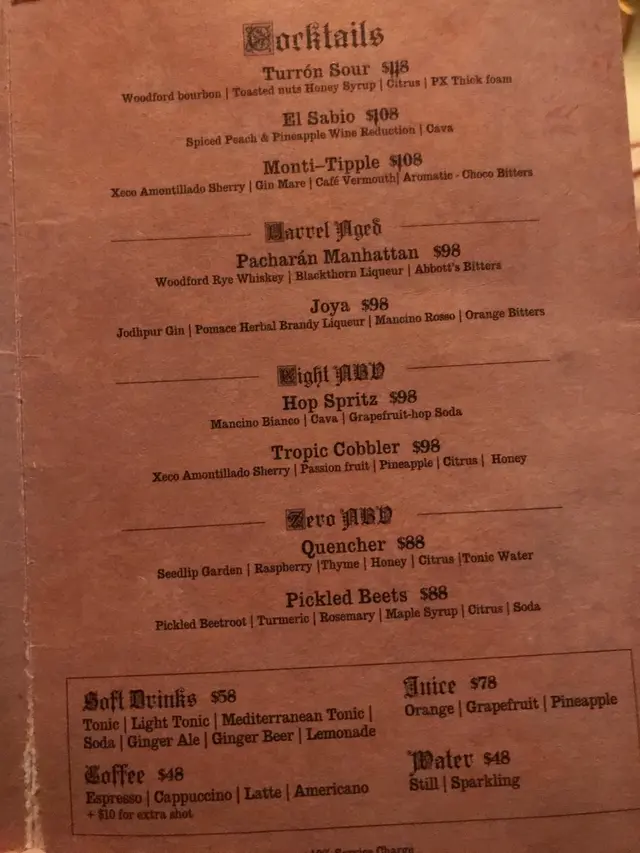 Cocktails
Turrón Sour $118
Woodford bourbon | Toasted nuts Honey Syrup | Citrus | PX Thick foam
El Sabio $108
Spiced Peach & Pineapple Wine Reduction | Cava
Monti-Tipple $108
Xeco Amontillado Sherry | Gin Mare | Café Vermouth| Aromatic - Choco Bitters
Barrel Aged
Pacharán Manhattan $98
Woodford Rye Whiskey | Blackthorn Liqueur | Abbott's Bitters
Joya $98
Jodhpur Gin | Pomace Herbal Brandy Liqueur | Mancino Rosso | Orange Bitters
Light ABV
Hop Spritz $98
Mancino Bianco | Cava | Grapefruit-hop Soda
Tropic Cobbler $98
Xeco Amontillado Sherry | Passion fruit | Pineapple | Citrus | Honey
Zero ABV
Quencher $88
Seedlip Garden | Raspberry |Thyme | Honey | Citrus |Tonic Water
Pickled Beets $88
Pickled Beetroot | Turmeric | Rosemary | Maple Syrup | Citrus | Soda
Soft Drinks $58
Tonic | Light Tonic | Mediterranean Tonic |
Soda | Ginger Ale | Ginger Beer | Lemonade
Coffee $48
Espresso | Cappuccino | Latte | Americano
+ $10 for extra shot
Juice $78
Orange | Grapefruit | Pineapple
Water $48
Still | Sparkling
10% Service Charge